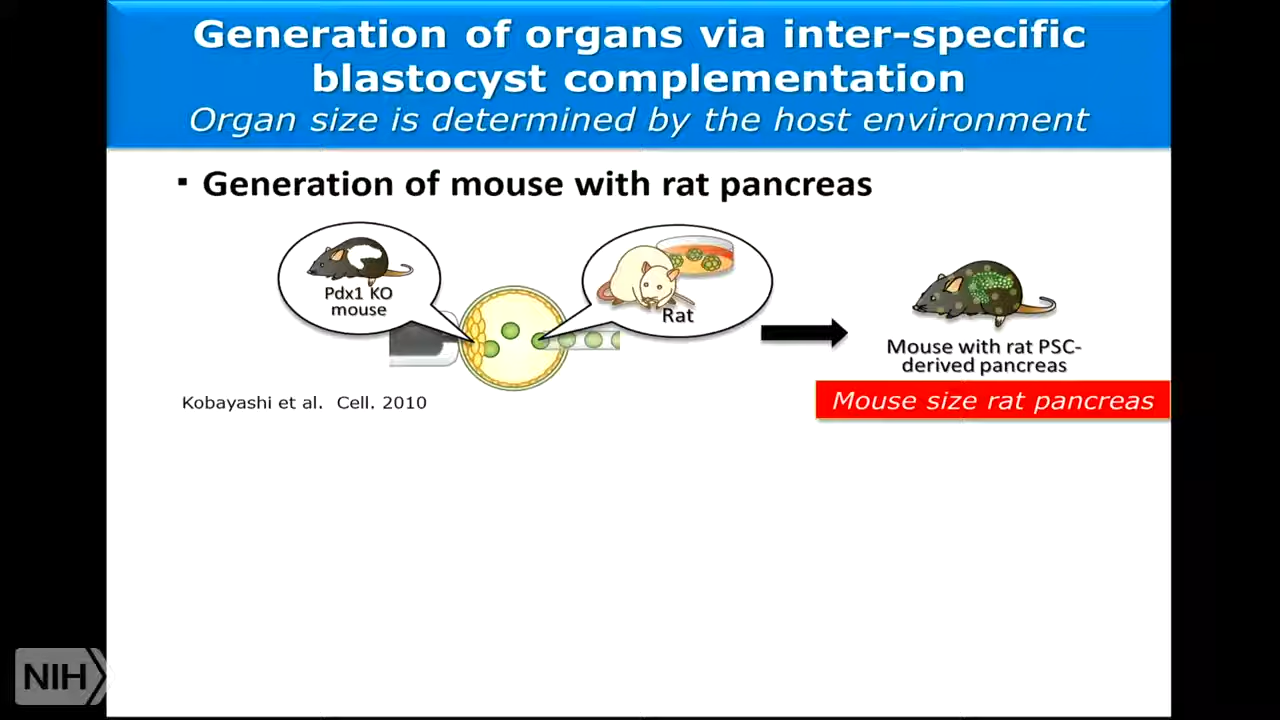 Generation of organs via inter-specific
blastocyst complementation
Organ size is determined by the host environment
▪ Generation of mouse with rat pancreas
Pdx1 KO
mouse
Rat
Mouse with rat PSC-
derived pancreas
Kobayashi et al. Cell. 2010
Mouse size rat pancreas
NIH